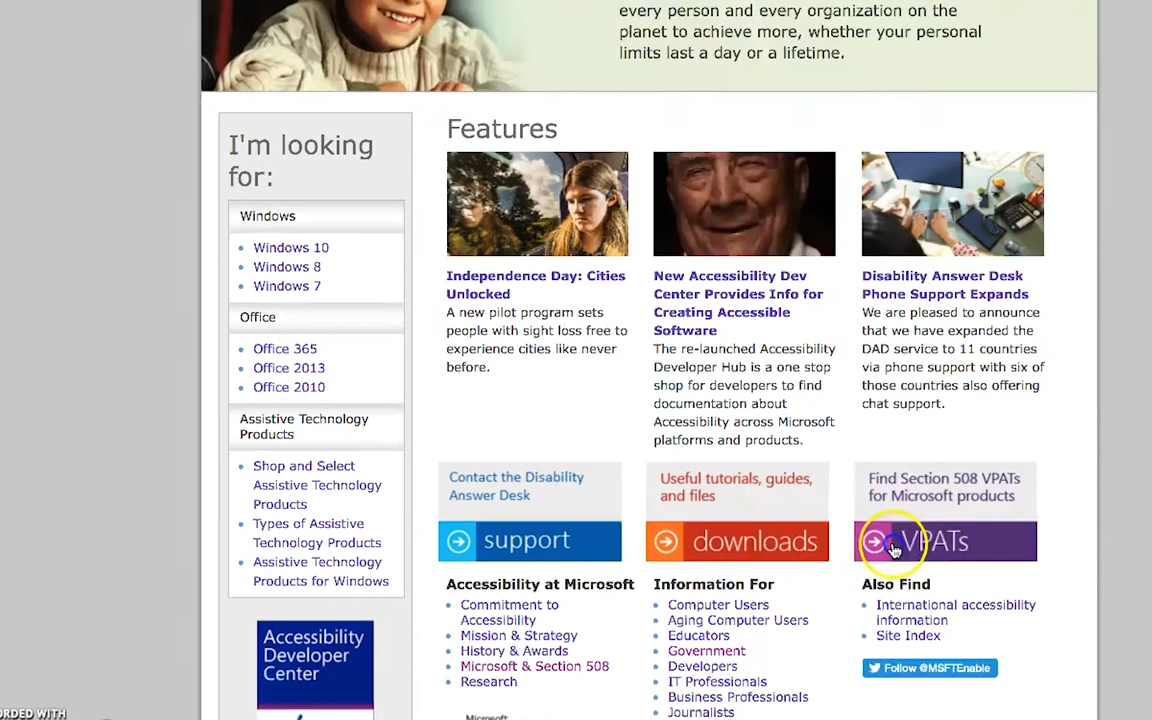 every person and every organization on the
planet to achieve more, whether your personal
limits last a day or a lifetime.
I'm looking
for:
Windows
Windows 10
Windows 8
Windows 7
Office
Office 365
Office 2013
Office 2010
Assistive Technology
Products
Shop and Select
Assistive Technology
Products
Types of Assistive
Technology Products
Assistive Technology
Products for Windows
Accessibility
Developer
Center
Features
Independence Day: Cities
Unlocked
A new pilot program sets
people with sight loss free to
experience cities like never
before.
New Accessibility Dev
Center Provides Info for
Creating Accessible
Software
The re-launched Accessibility
Developer Hub is a one stop
shop for developers to find
documentation about
Accessibility across Microsoft
platforms and products.
Disability Answer Desk
Phone Support Expands
We are pleased to announce
that we have expanded the
DAD service to 11 countries
via phone support with six of
those countries also offering
chat support.
Contact the Disability
Answer Desk
support
Useful tutorials, guides,
and files
downloads
Find Section 508 VPATs
for Microsoft products
VPATs
Accessibility at Microsoft
Commitment to
Accessibility
Mission & Strategy
History & Awards
Microsoft & Section 508
Research
Microsoft
Information For
Computer Users
Aging Computer Users
Educators
Government
Developers
IT Professionals
Business Professionals
Journalists
Also Find
International accessibility
information
Site Index
Follow @MSFTEnable
WITH